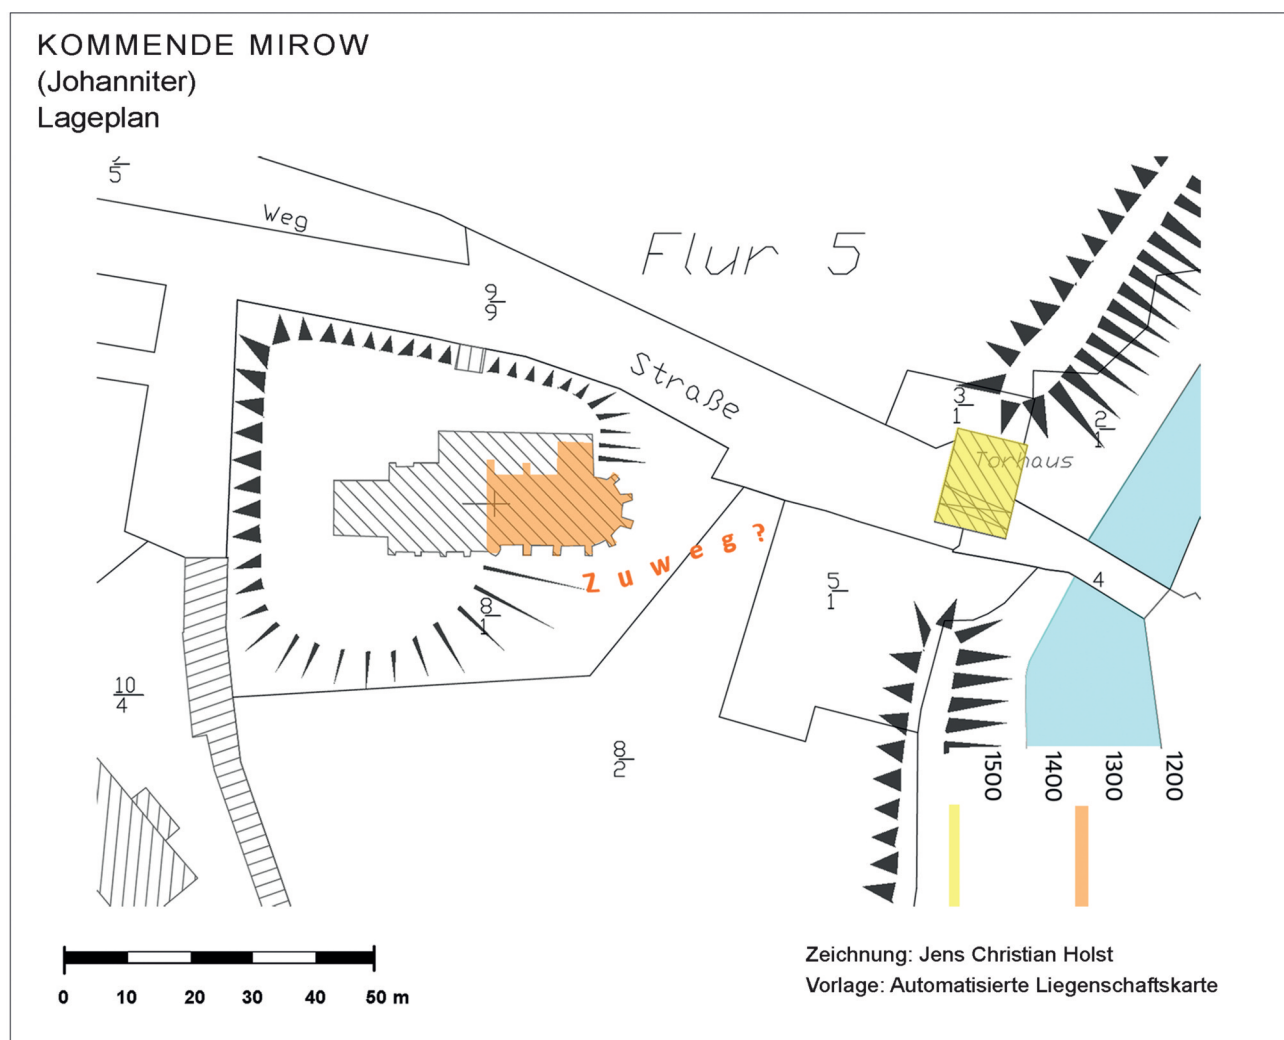 KOMMENDE MIROW
(Johanniter)
Lageplan
5
Weg
Flur 5
9
9
Straße
3
1
2
1
Torhaus
Zuweg?
5
1
4
8
1
10
4
8
2
1500
1400
1300
1200
0 10 20 30 40 50 m
Zeichnung: Jens Christian Holst
Vorlage: Automatisierte Liegenschaftskarte